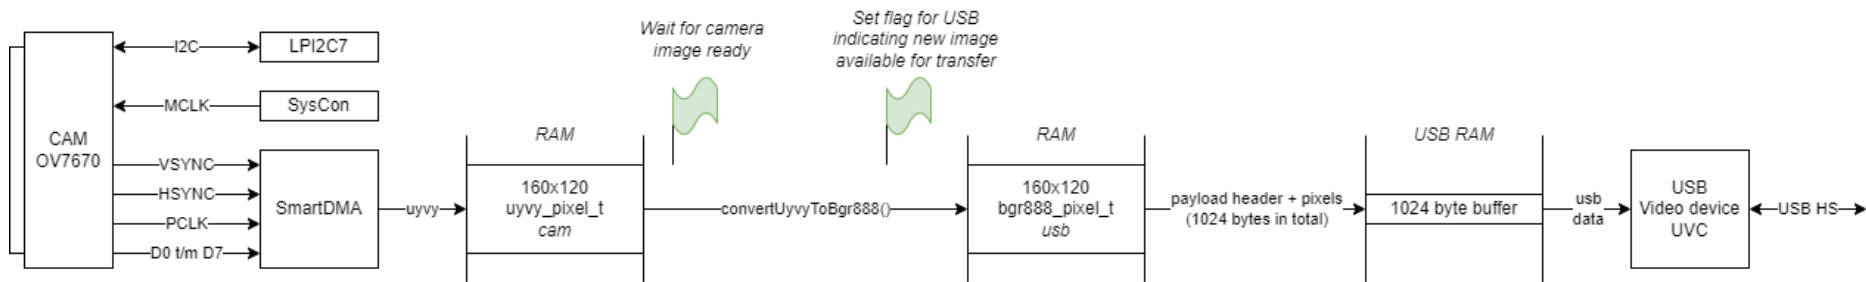 CAM
OV7670
I2C
LPI2C7
MCLK
SysCon
VSYNC
HSYNC
PCLK
D0 t/m D7
SmartDMA
uyvy
RAM
160x120
uyvy_pixel_t
cam
Wait for camera
image ready
convertUyvyToBgr888()
Set flag for USB
indicating new image
available for transfer
RAM
160x120
bgr888_pixel_t
usb
payload header + pixels
(1024 bytes in total)
USB RAM
1024 byte buffer
usb
data
USB
Video device
UVC
USB HS